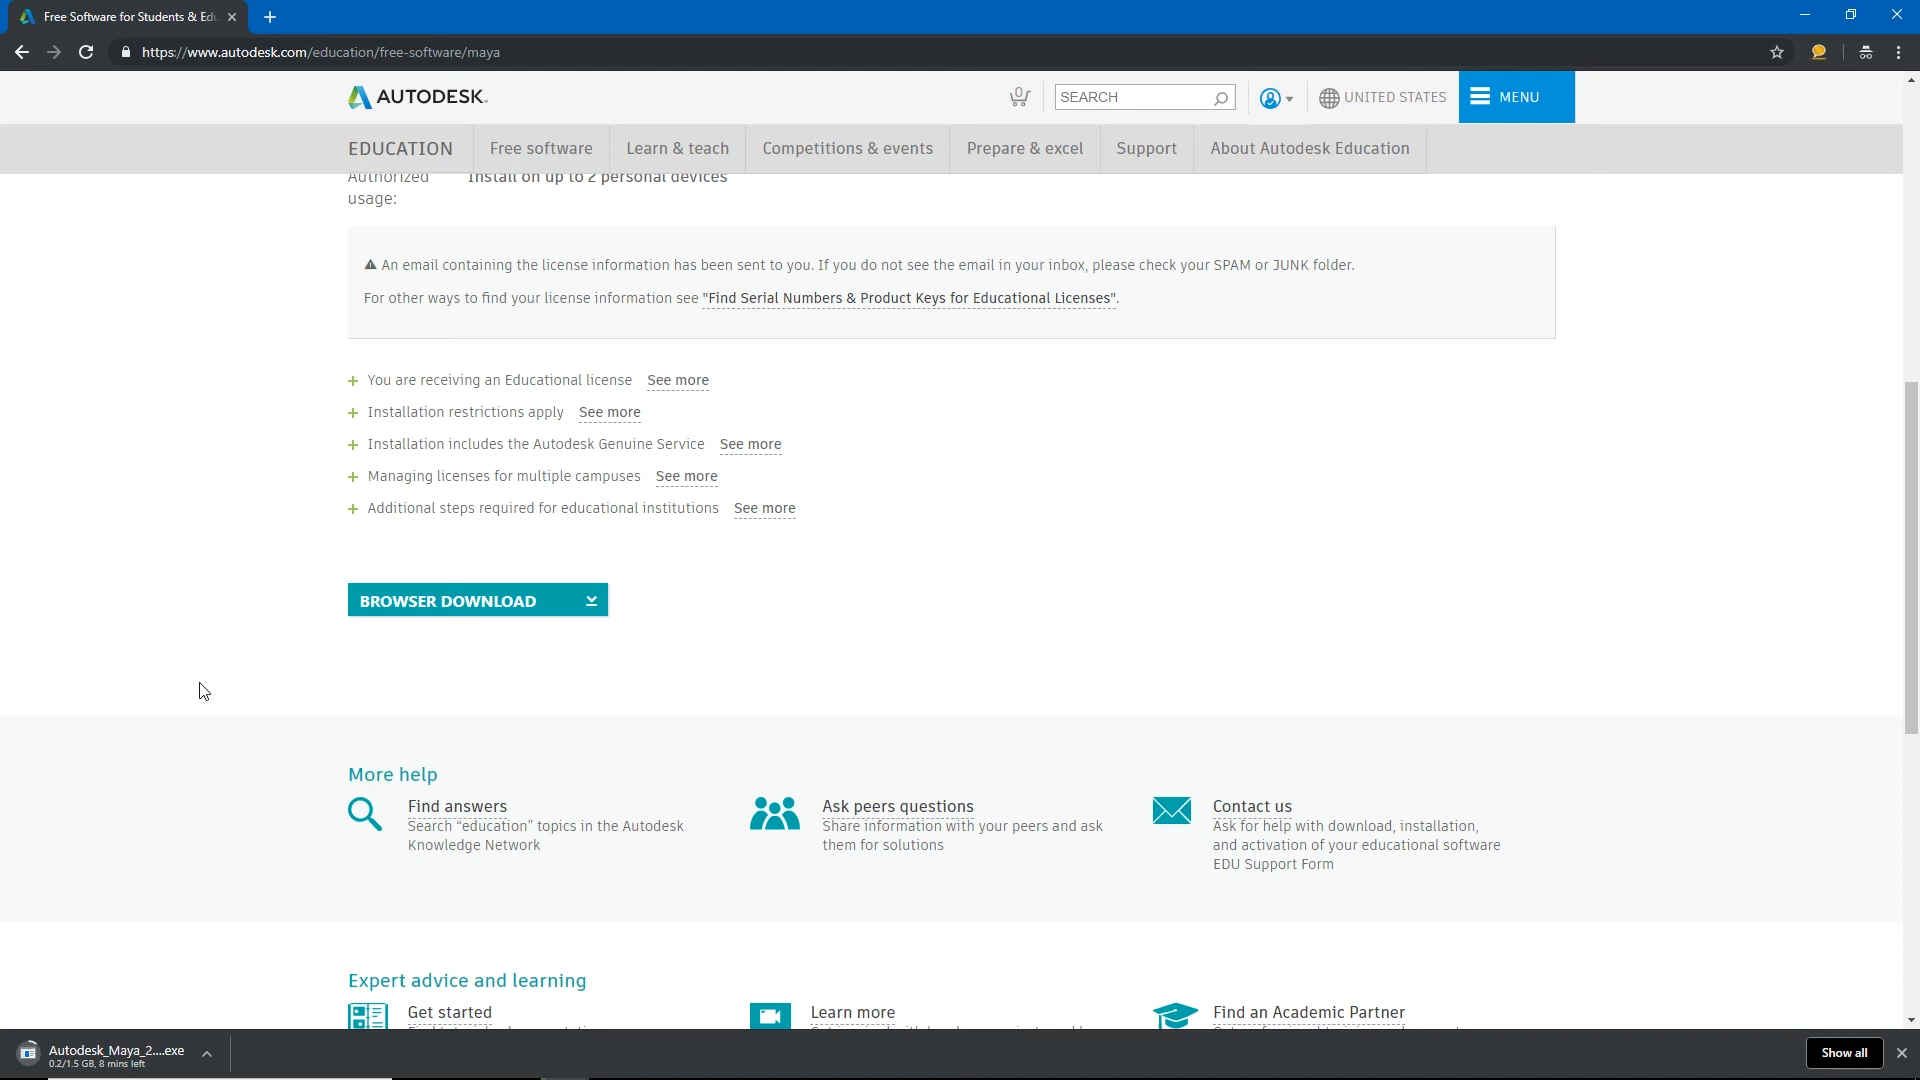 Free Software for Students & Edu
https://www.autodesk.com/education/free-software/maya
AUTODESK.
0
SEARCH
UNITED STATES
MENU
EDUCATION
Free software
Learn & teach
Competitions & events
Prepare & excel
Support
About Autodesk Education
Authorized usage:
Install on up to 2 personal devices
An email containing the license information has been sent to you. If you do not see the email in your inbox, please check your SPAM or JUNK folder.
For other ways to find your license information see "Find Serial Numbers & Product Keys for Educational Licenses".
+ You are receiving an Educational license See more
+ Installation restrictions apply See more
+ Installation includes the Autodesk Genuine Service See more
+ Managing licenses for multiple campuses See more
+ Additional steps required for educational institutions See more
BROWSER DOWNLOAD
More help
Find answers
Search “education” topics in the Autodesk
Knowledge Network
Ask peers questions
Share information with your peers and ask
them for solutions
Contact us
Ask for help with download, installation,
and activation of your educational software
EDU Support Form
Expert advice and learning
Get started
Learn more
Find an Academic Partner
Autodesk_Maya_2....exe
0.2/1.5 GB, 8 mins left
Show all